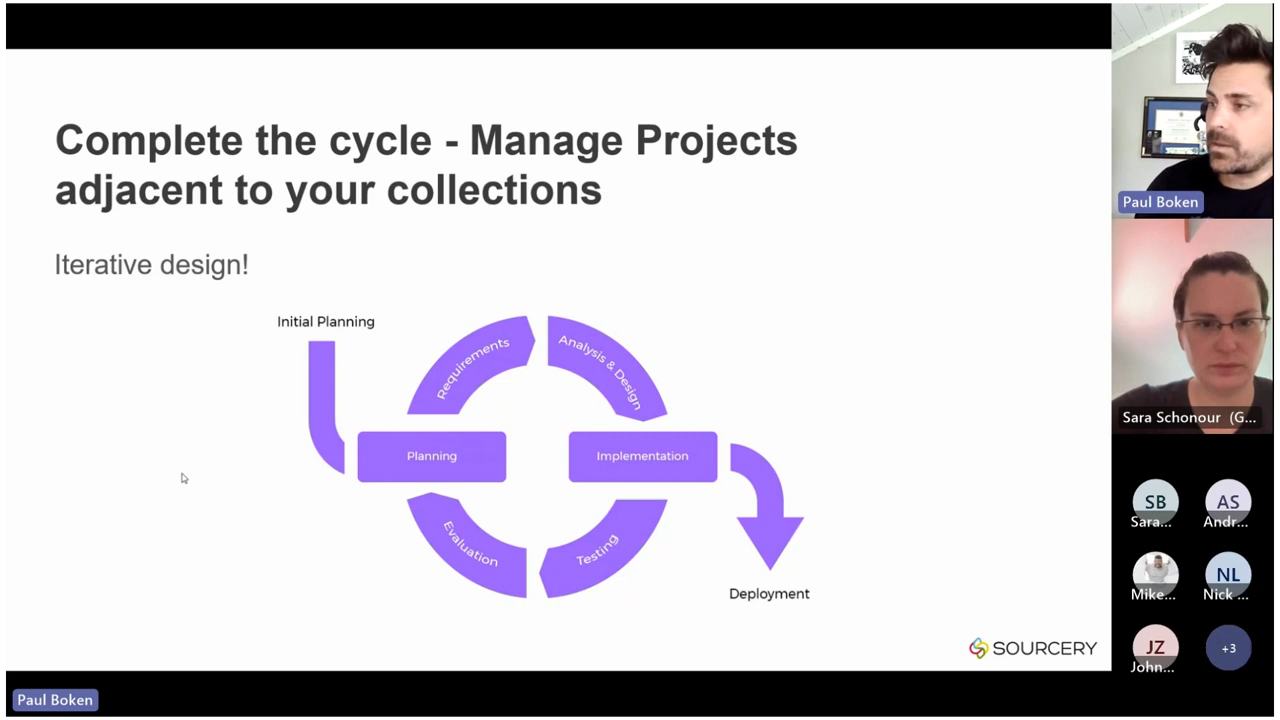 Complete the cycle - Manage Projects
adjacent to your collections
Iterative design!
Initial Planning
Requirements
Analysis & Design
Planning
Implementation
Evaluation
Testing
Deployment
SOURCERY
Paul Boken
Paul Boken
Sara Schonour (G...
SB
Sara...
AS
Andr...
Mike...
NL
Nick ...
JZ
John...
+3